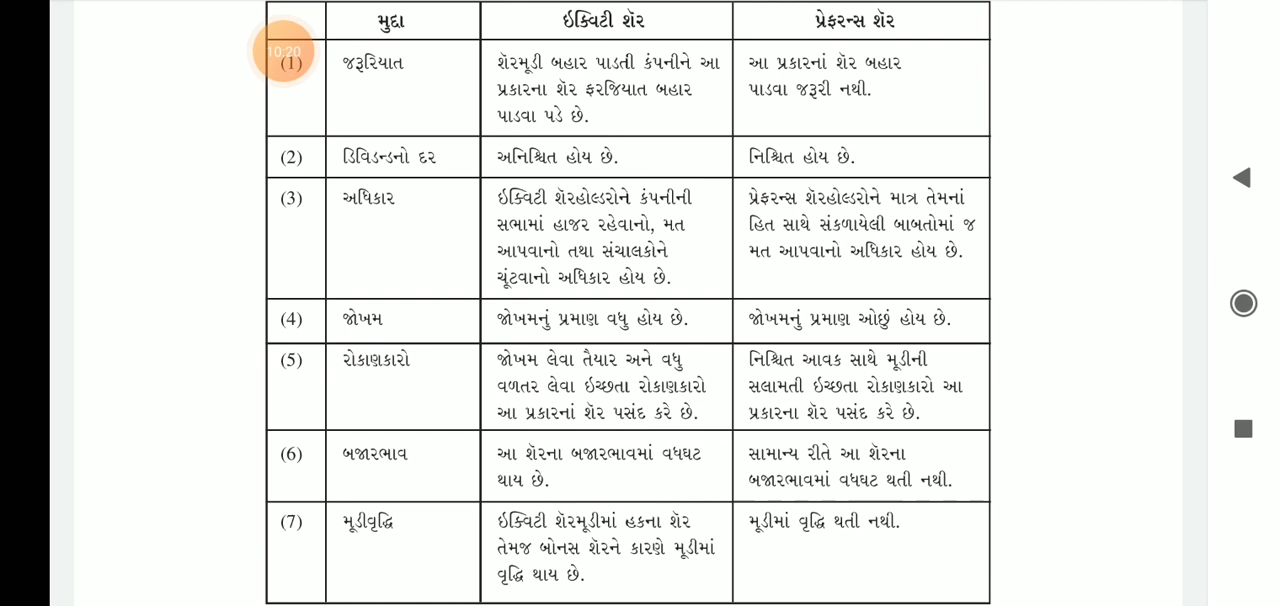 મુદ્દા ઇક્વિટી શૅર પ્રેફરન્સ શૅર
10:20
(1) જરૂરિયાત શૅરમૂડી બહાર પાડતી કંપનીને આ આ પ્રકારનાં શૅર બહાર
પ્રકારના શૅર ફરજિયાત બહાર પાડવા જરૂરી નથી.
પાડવા પડે છે.
(2) ડિવિડન્ડનો દર અનિશ્ચિત હોય છે. નિશ્ચિત હોય છે.
(3) અધિકાર ઇક્વિટી શૅરહોલ્ડરોને કંપનીની પ્રેફરન્સ શૅરહોલ્ડરોને માત્ર તેમનાં
સભામાં હાજર રહેવાનો, મત હિત સાથે સંકળાયેલી બાબતોમાં જ
આપવાનો તથા સંચાલકોને મત આપવાનો અધિકાર હોય છે.
ચૂંટવાનો અધિકાર હોય છે.
(4) જોખમ જોખમનું પ્રમાણ વધુ હોય છે. જોખમનું પ્રમાણ ઓછું હોય છે.
(5) રોકાણકારો જોખમ લેવા તૈયાર અને વધુ નિશ્ચિત આવક સાથે મૂડીની
વળતર લેવા ઇચ્છતા રોકાણકારો સલામતી ઇચ્છતા રોકાણકારો આ
આ પ્રકારનાં શૅર પસંદ કરે છે. પ્રકારના શૅર પસંદ કરે છે.
(6) બજારભાવ આ શૅરના બજારભાવમાં વધઘટ સામાન્ય રીતે આ શૅરના
થાય છે. બજારભાવમાં વધઘટ થતી નથી.
(7) મૂડીવૃદ્ધિ ઇક્વિટી શૅરમૂડીમાં હકના શૅર મૂડીમાં વૃદ્ધિ થતી નથી.
તેમજ બોનસ શૅરને કારણે મૂડીમાં
વૃદ્ધિ થાય છે.